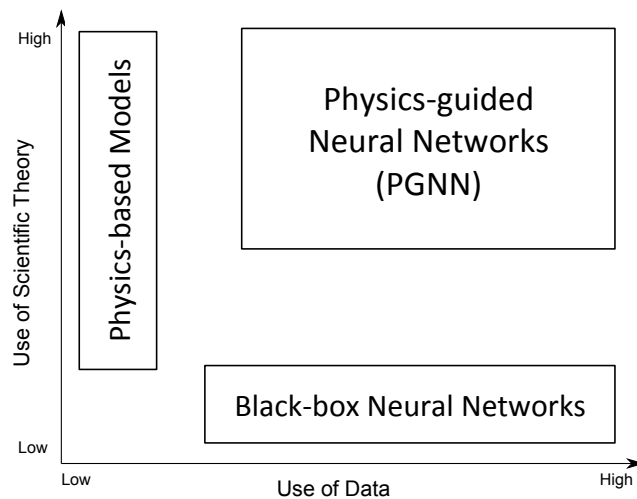 High
Use of Scientific Theory
Low
Physics-based Models
Physics-guided
Neural Networks
(PGNN)
Black-box Neural Networks
Low
Use of Data
High